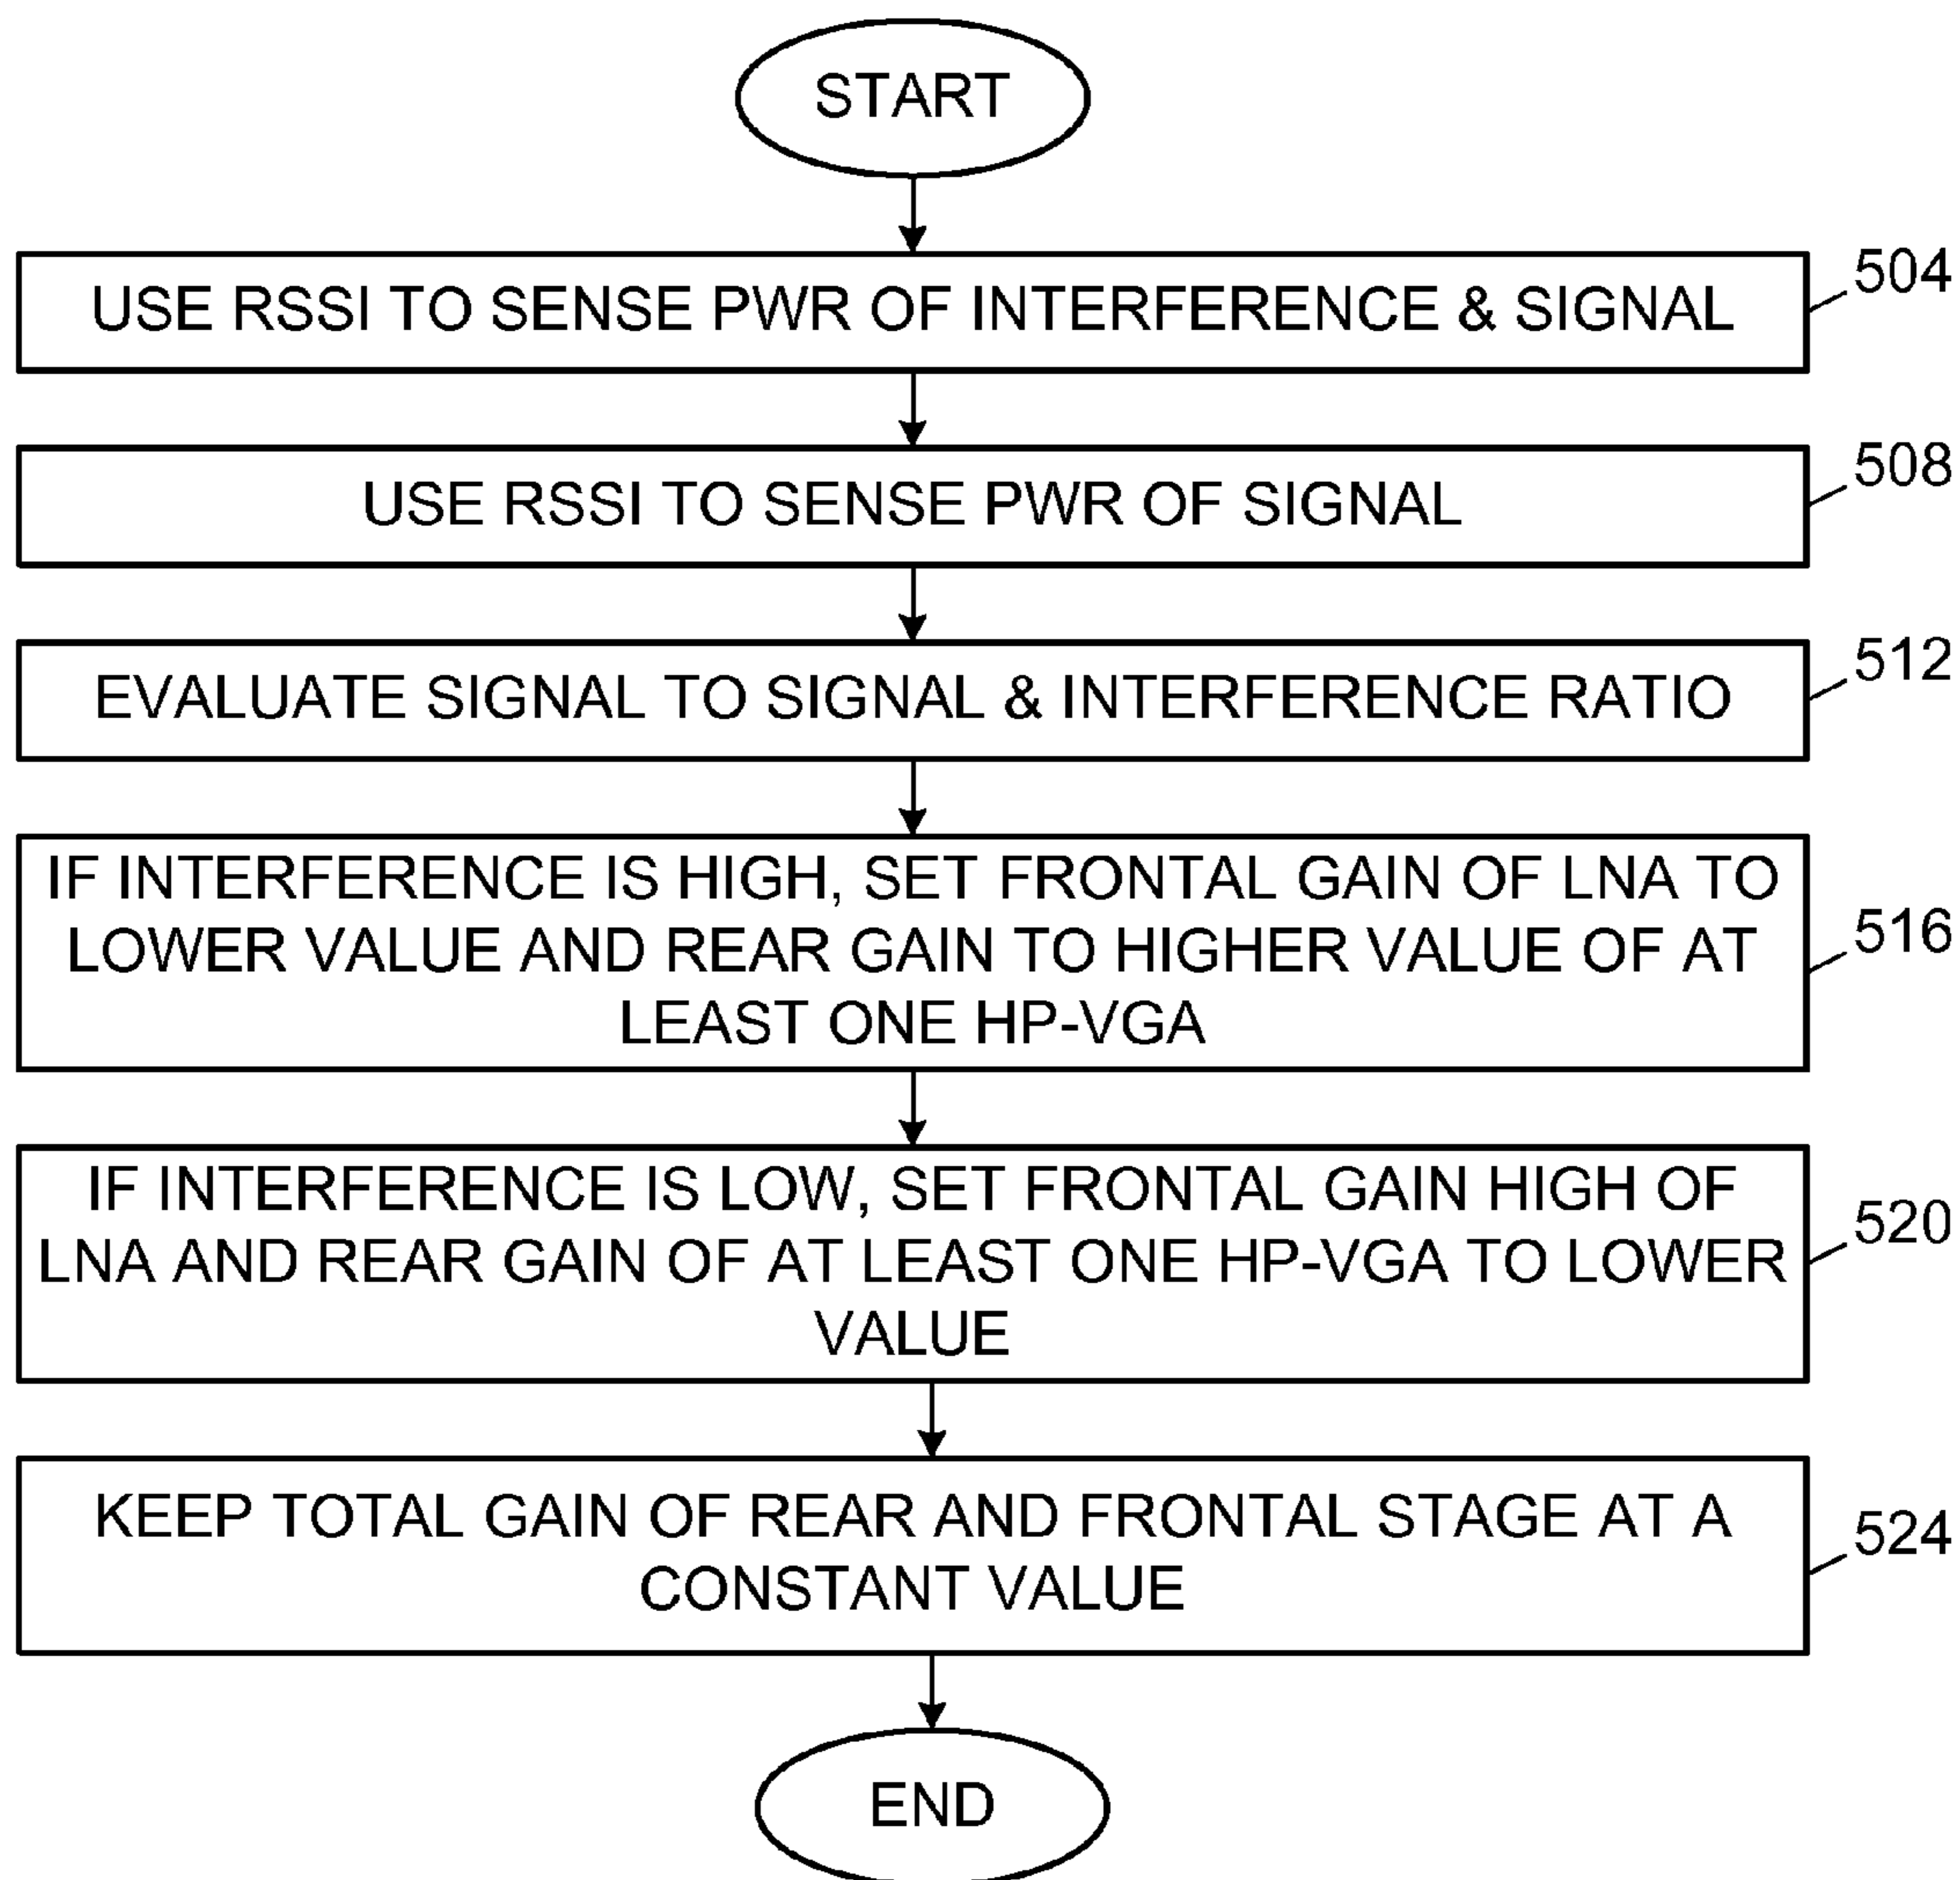 START
USE RSSI TO SENSE PWR OF INTERFERENCE & SIGNAL
504
USE RSSI TO SENSE PWR OF SIGNAL
508
EVALUATE SIGNAL TO SIGNAL & INTERFERENCE RATIO
512
IF INTERFERENCE IS HIGH, SET FRONTAL GAIN OF LNA TO
LOWER VALUE AND REAR GAIN TO HIGHER VALUE OF AT
LEAST ONE HP-VGA
516
IF INTERFERENCE IS LOW, SET FRONTAL GAIN HIGH OF
LNA AND REAR GAIN OF AT LEAST ONE HP-VGA TO LOWER
VALUE
520
KEEP TOTAL GAIN OF REAR AND FRONTAL STAGE AT A
CONSTANT VALUE
524
END